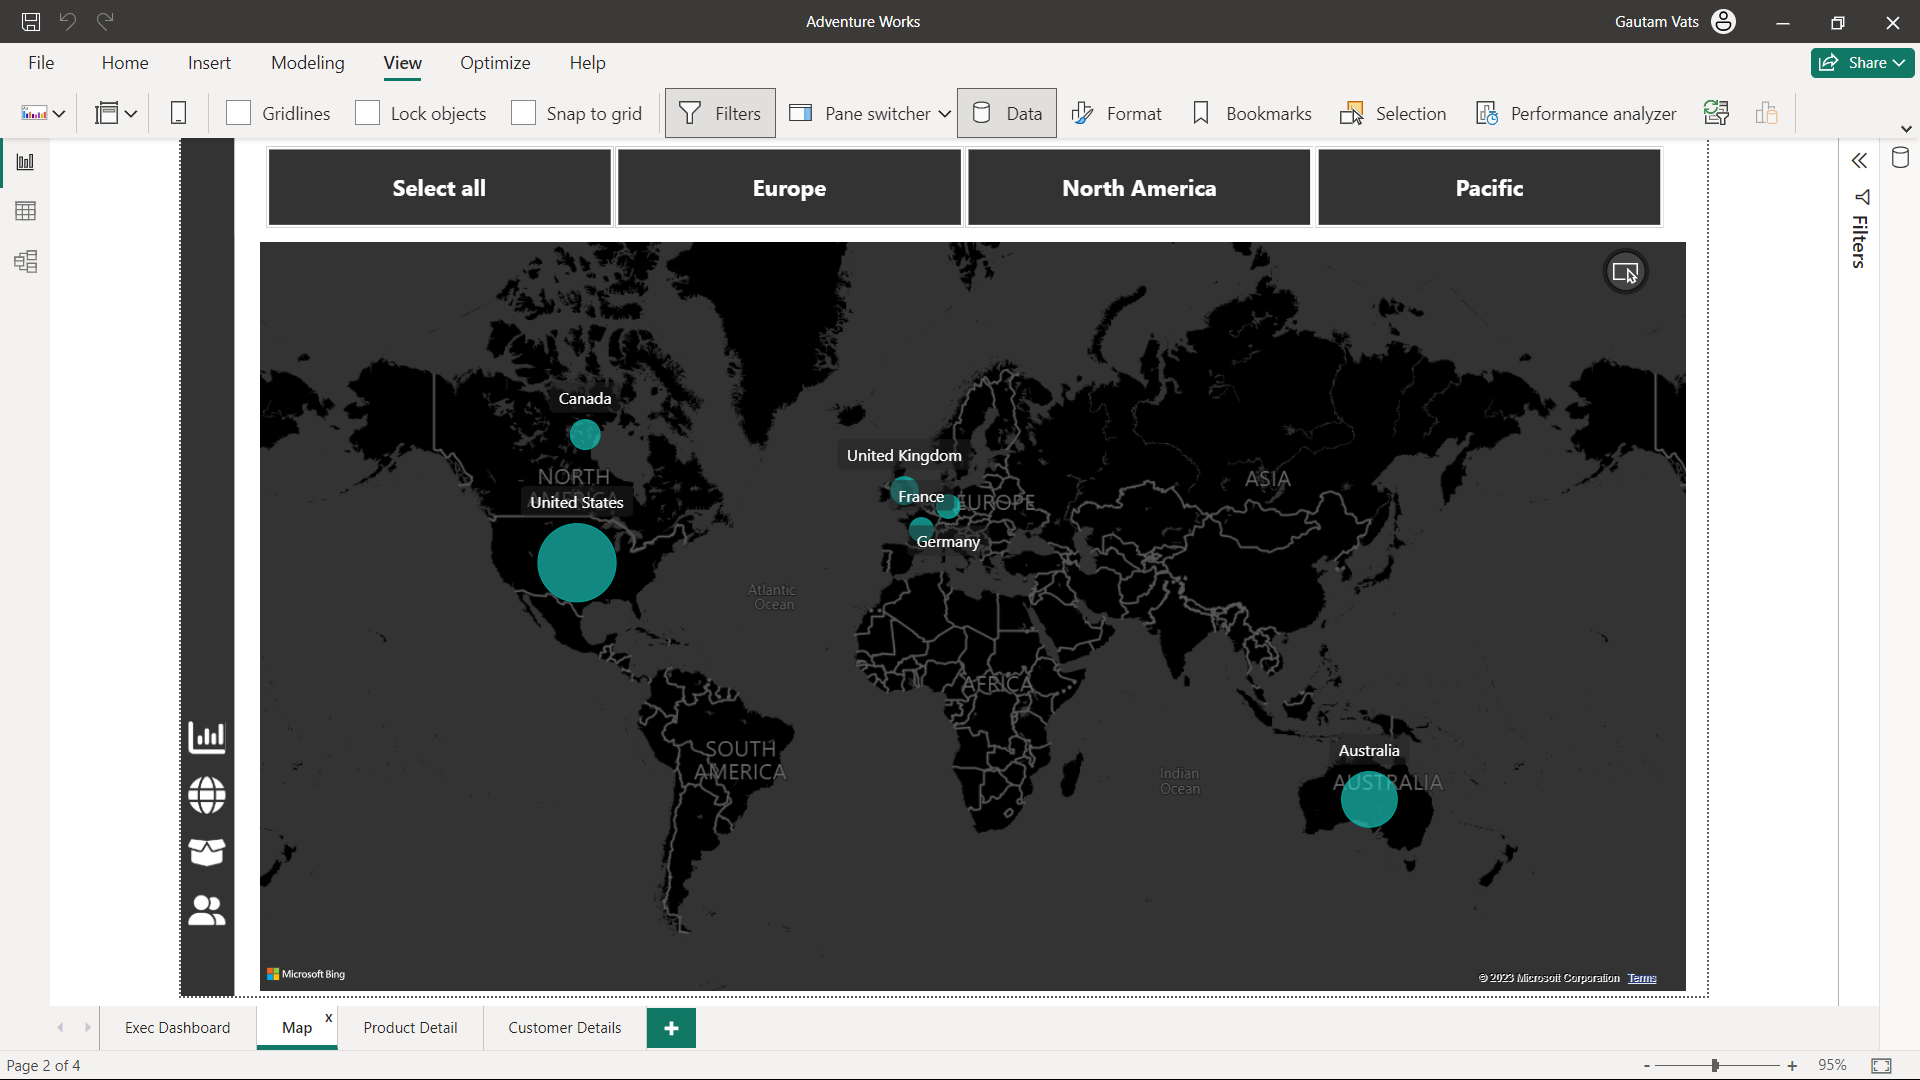 Adventure Works
Gautam Vats
File
Home
Insert
Modeling
View
Optimize
Help
Share
Gridlines
Lock objects
Snap to grid
Filters
Pane switcher
Data
Format
Bookmarks
Selection
Performance analyzer
Select all
Europe
North America
Pacific
Filters
Canada
NORTH
AMERICA
United States
United Kingdom
France
EUROPE
Germany
ASIA
Atlantic
Ocean
AFRICA
SOUTH
AMERICA
Indian
Ocean
Australia
AUSTRALIA
Microsoft Bing
© 2023 Microsoft Corporation Terms
Exec Dashboard
Map
x
Product Detail
Customer Details
+
Page 2 of 4
- + 95%